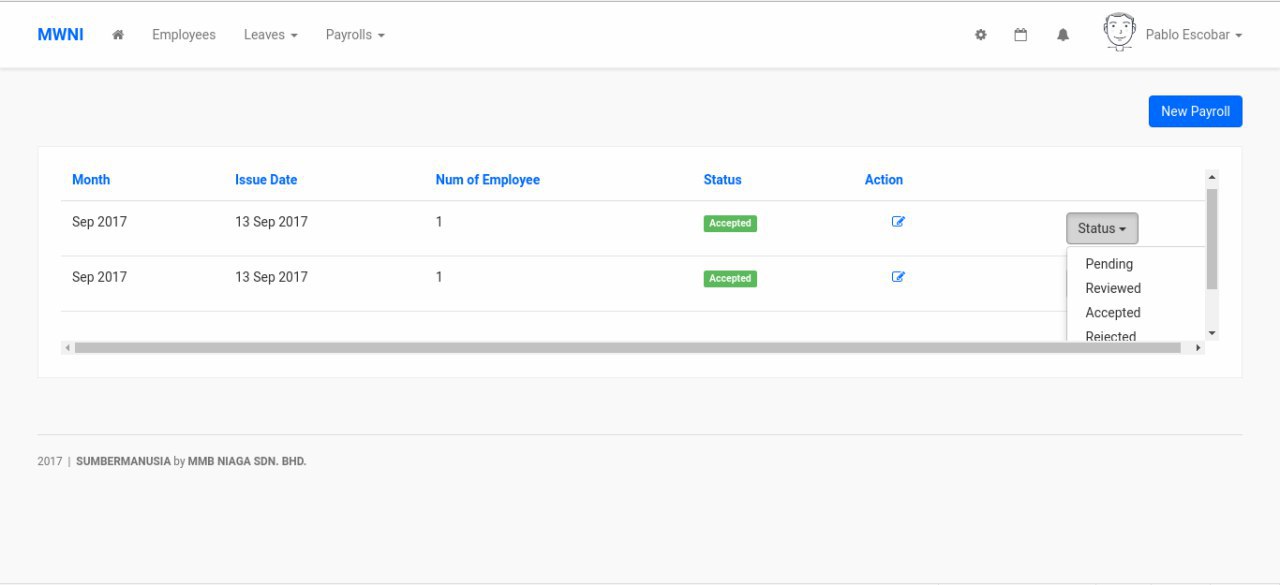 MWNI Employees Leaves Payrolls Pablo Escobar
New Payroll
Month Issue Date Num of Employee Status Action
Sep 2017 13 Sep 2017 1 Accepted Status
Pending
Reviewed
Sep 2017 13 Sep 2017 1 Accepted
Accepted
Rejected
2017 | SUMBERMANUSIA by MMB NIAGA SDN. BHD.